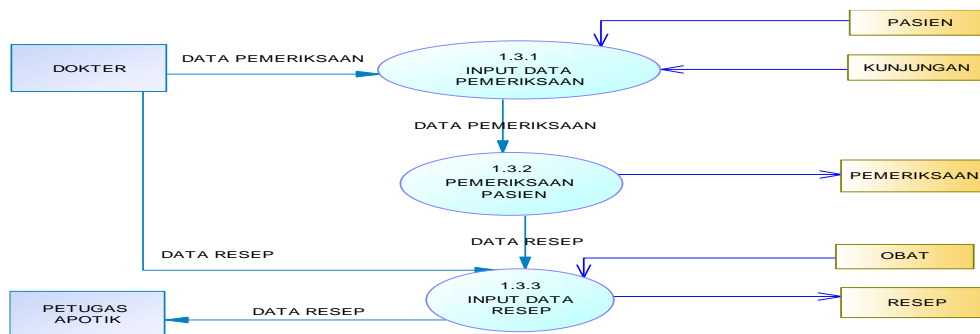 PASIEN
DOKTER
DATA PEMERIKSAAN
1.3.1
INPUT DATA
PEMERIKSAAN
KUNJUNGAN
DATA PEMERIKSAAN
1.3.2
PEMERIKSAAN
PASIEN
PEMERIKSAAN
DATA RESEP
DATA RESEP
OBAT
1.3.3
INPUT DATA
RESEP
RESEP
PETUGAS
APOTIK
DATA RESEP